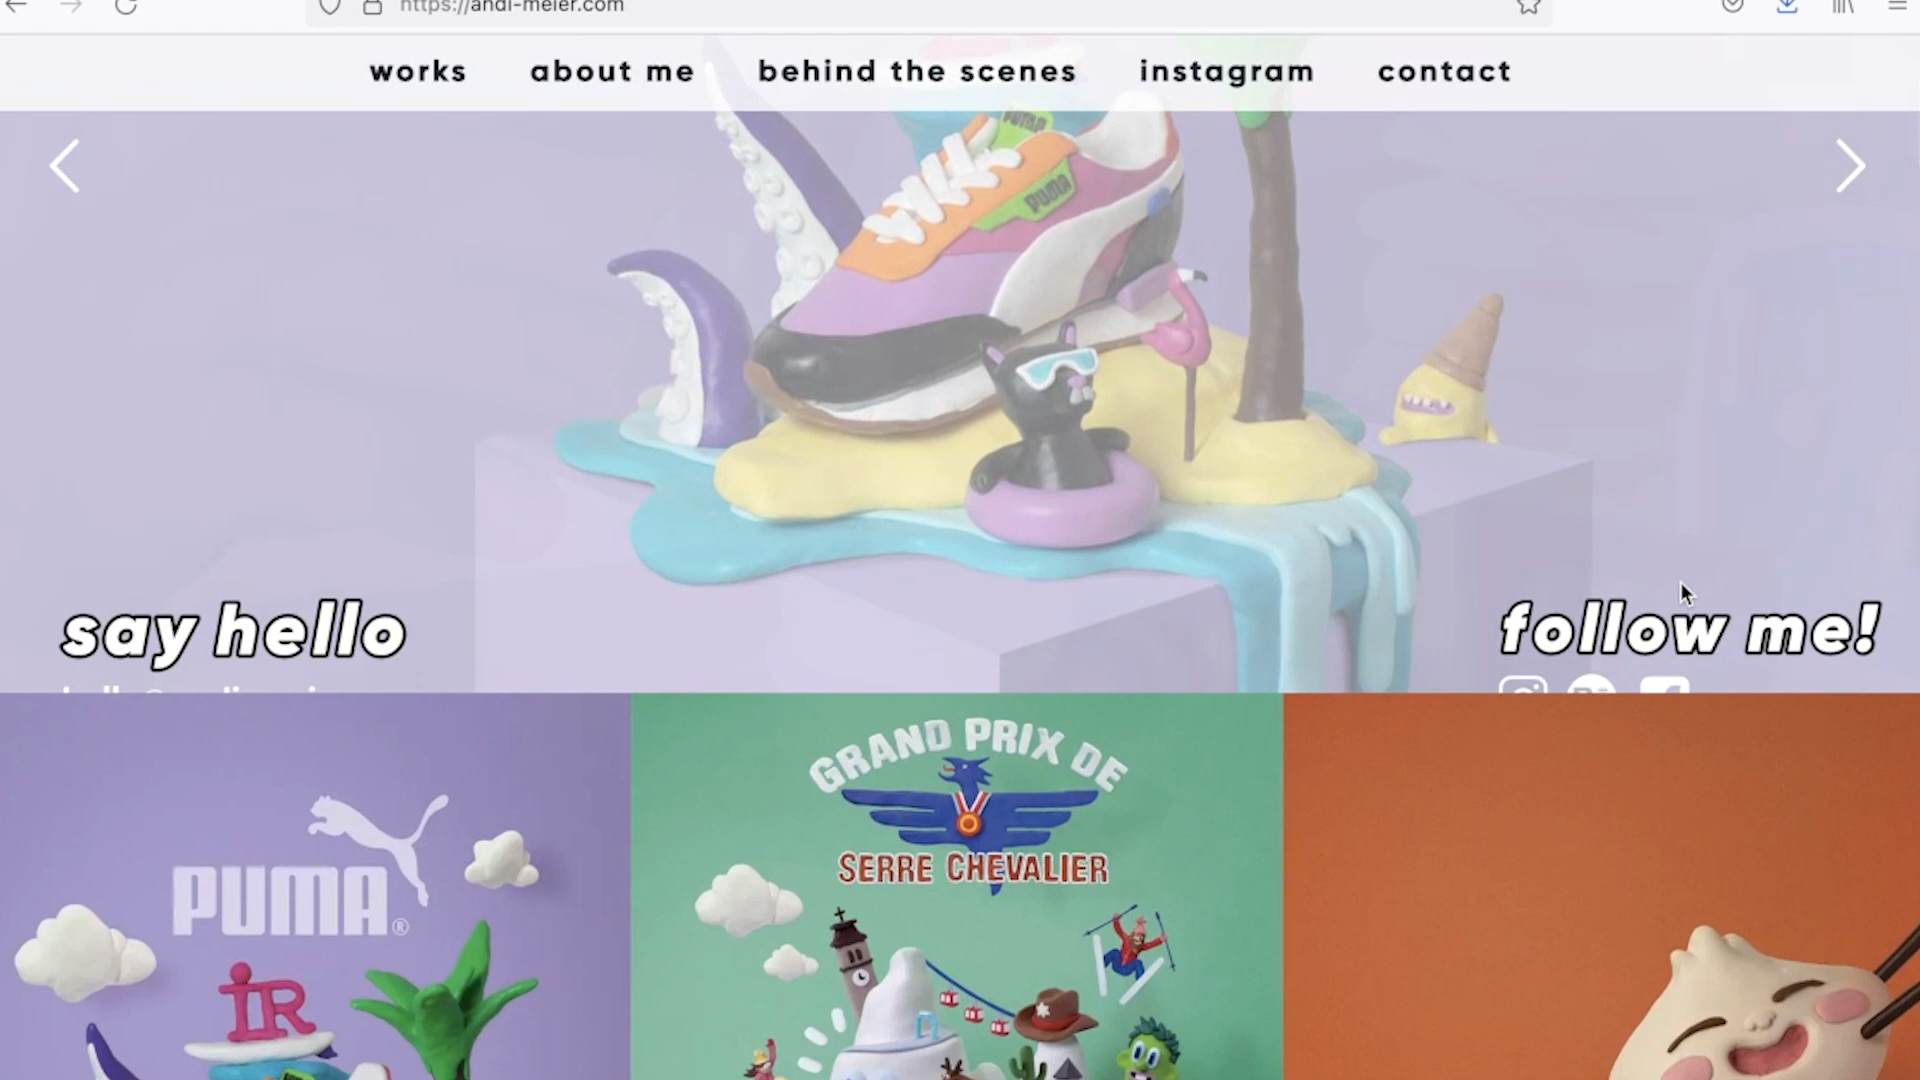 https://andi-meier.com
works about me behind the scenes instagram contact
PUMA
PUMA
say hello
follow me!
PUMA®
GRAND PRIX DE
SERRE CHEVALIER
IR